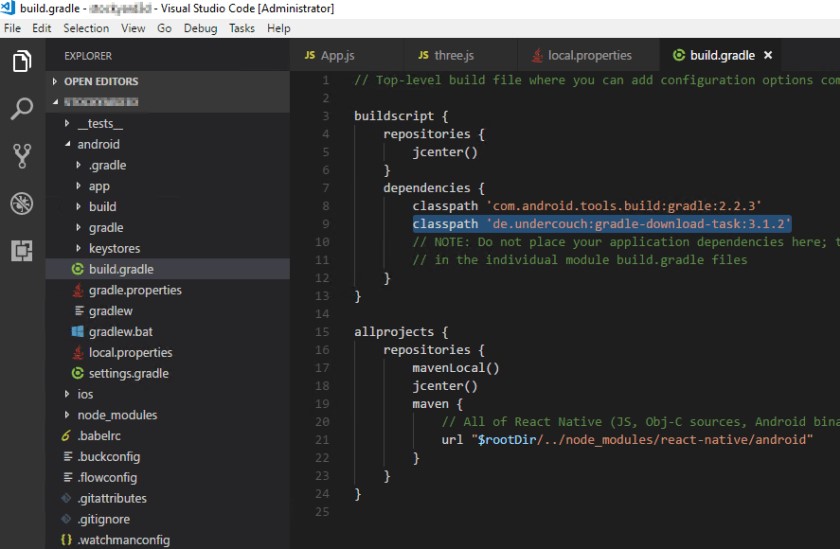 build.gradle - - Visual Studio Code [Administrator]
File Edit Selection View Go Debug Tasks Help
EXPLORER
OPEN EDITORS
__tests__
android
.gradle
app
build
gradle
keystores
build.gradle
gradle.properties
gradlew
gradlew.bat
local.properties
settings.gradle
ios
node_modules
.babelrc
.buckconfig
.flowconfig
.gitattributes
.gitignore
{} .watchmanconfig
JS App.js JS three.js local.properties build.gradle ×
1 // Top-level build file where you can add configuration options com
2
3 buildscript {
4 repositories {
5 jcenter()
6 }
7 dependencies {
8 classpath 'com.android.tools.build:gradle:2.2.3'
9 classpath 'de.undercouch:gradle-download-task:3.1.2'
10 // NOTE: Do not place your application dependencies here; t
11 // in the individual module build.gradle files
12 }
13 }
14
15 allprojects {
16 repositories {
17 mavenLocal()
18 jcenter()
19 maven {
20 // All of React Native (JS, Obj-C sources, Android bina
21 url "$rootDir/../node_modules/react-native/android"
22 }
23 }
24 }
25